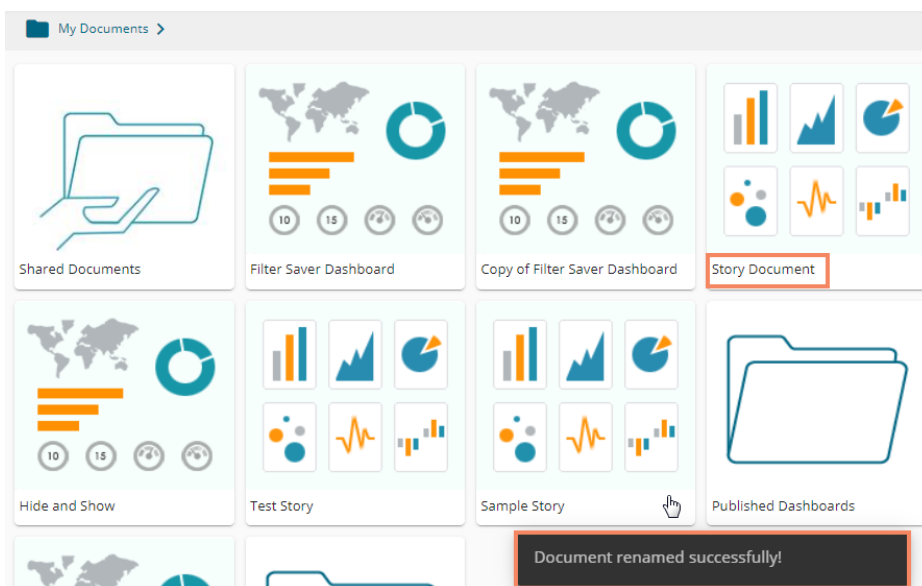 My Documents
10 15
10 15
Shared Documents
Filter Saver Dashboard
Copy of Filter Saver Dashboard
Story Document
10 15
Hide and Show
Test Story
Sample Story
Published Dashboards
Document renamed successfully!